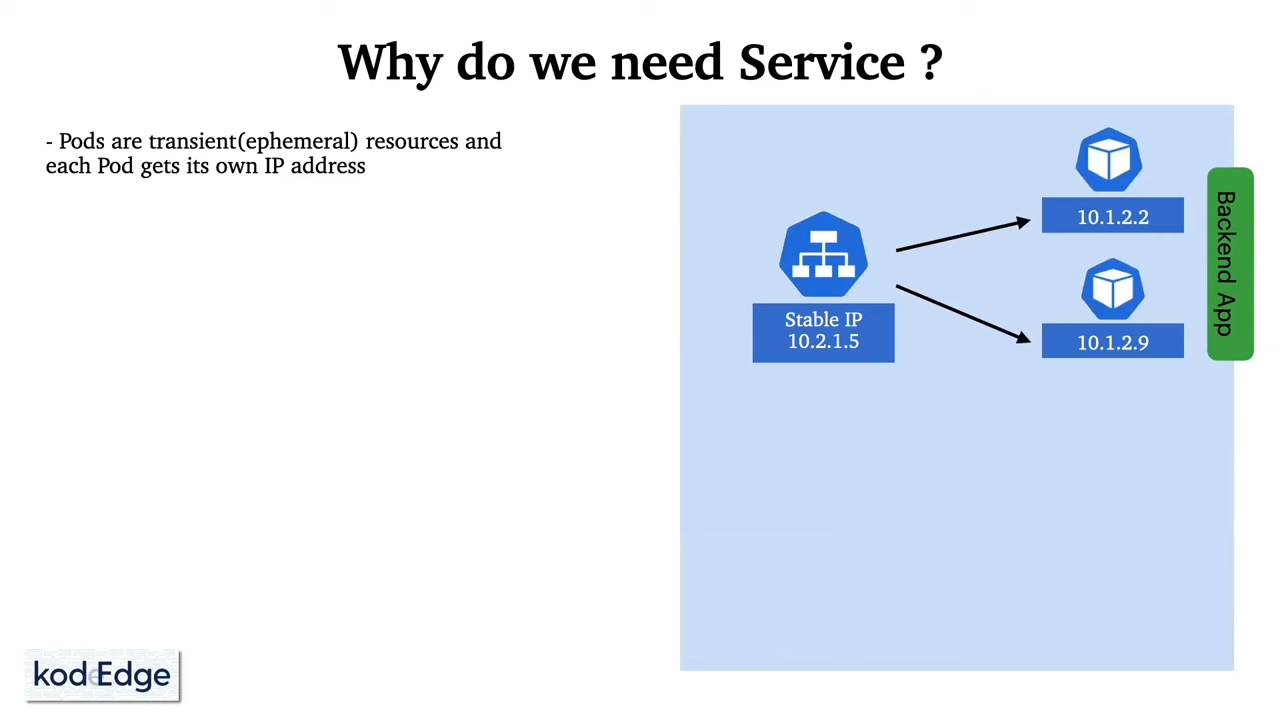 Why do we need Service ?
- Pods are transient(ephemeral) resources and
each Pod gets its own IP address
10.1.2.2
Stable IP
10.2.1.5
10.1.2.9
Backend App
kodeEdge